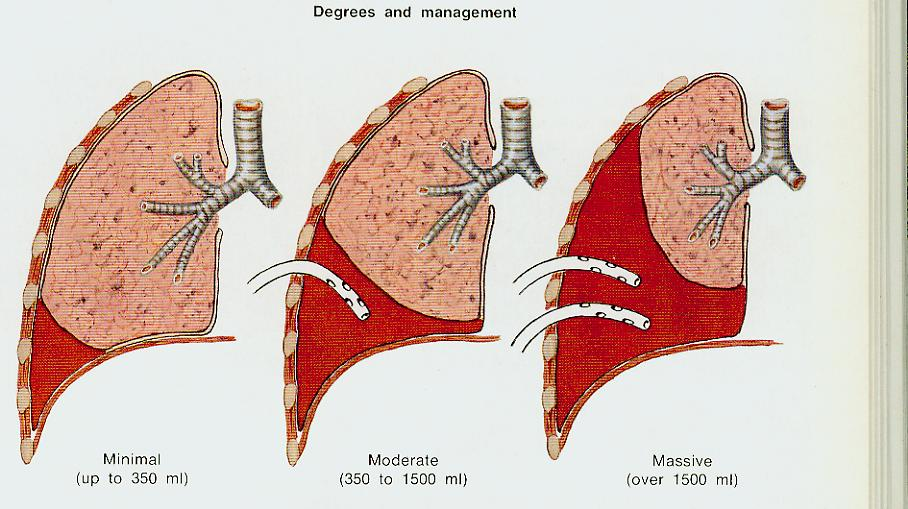 Degrees and management
Minimal
(up to 350 ml)
Moderate
(350 to 1500 ml)
Massive
(over 1500 ml)